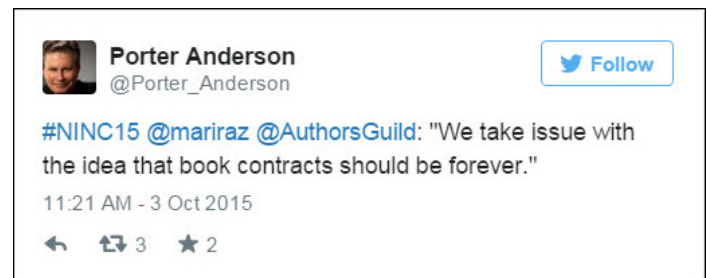 Porter Anderson
@Porter_Anderson
Follow
#NINC15 @mariraz @AuthorsGuild: "We take issue with
the idea that book contracts should be forever."
11:21 AM - 3 Oct 2015
3 2